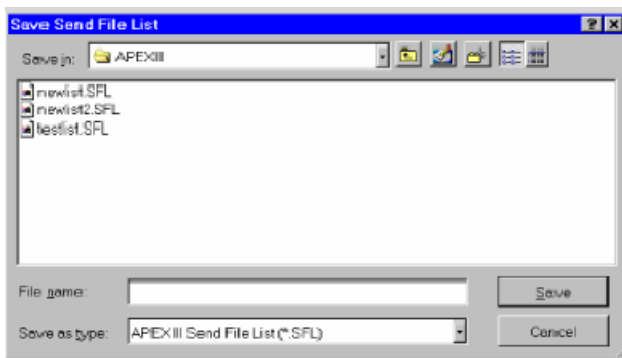 Save Send File List
Save in: APEXIII
newlist.SFL
newlist2.SFL
testlist.SFL
File name:
Save
Save as type: APEX III Send File List (*.SFL)
Cancel